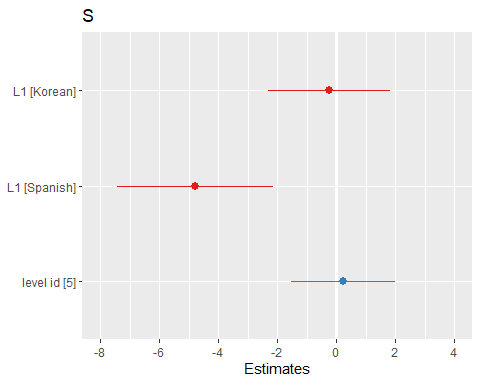 S
L1 [Korean]
L1 [Spanish]
level id [5]
-8 -6 -4 -2 0 2 4
Estimates